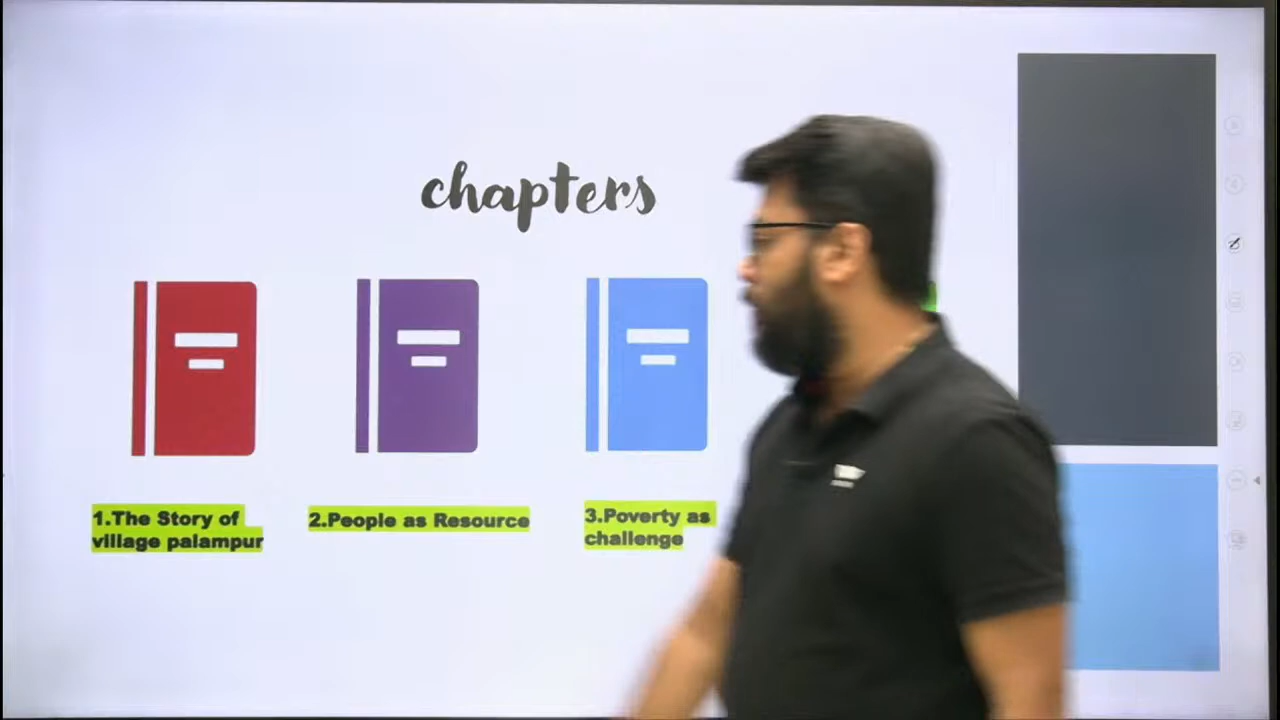 chapters
1.The Story of
village palampur
2.People as Resource
3.Poverty as
challenge